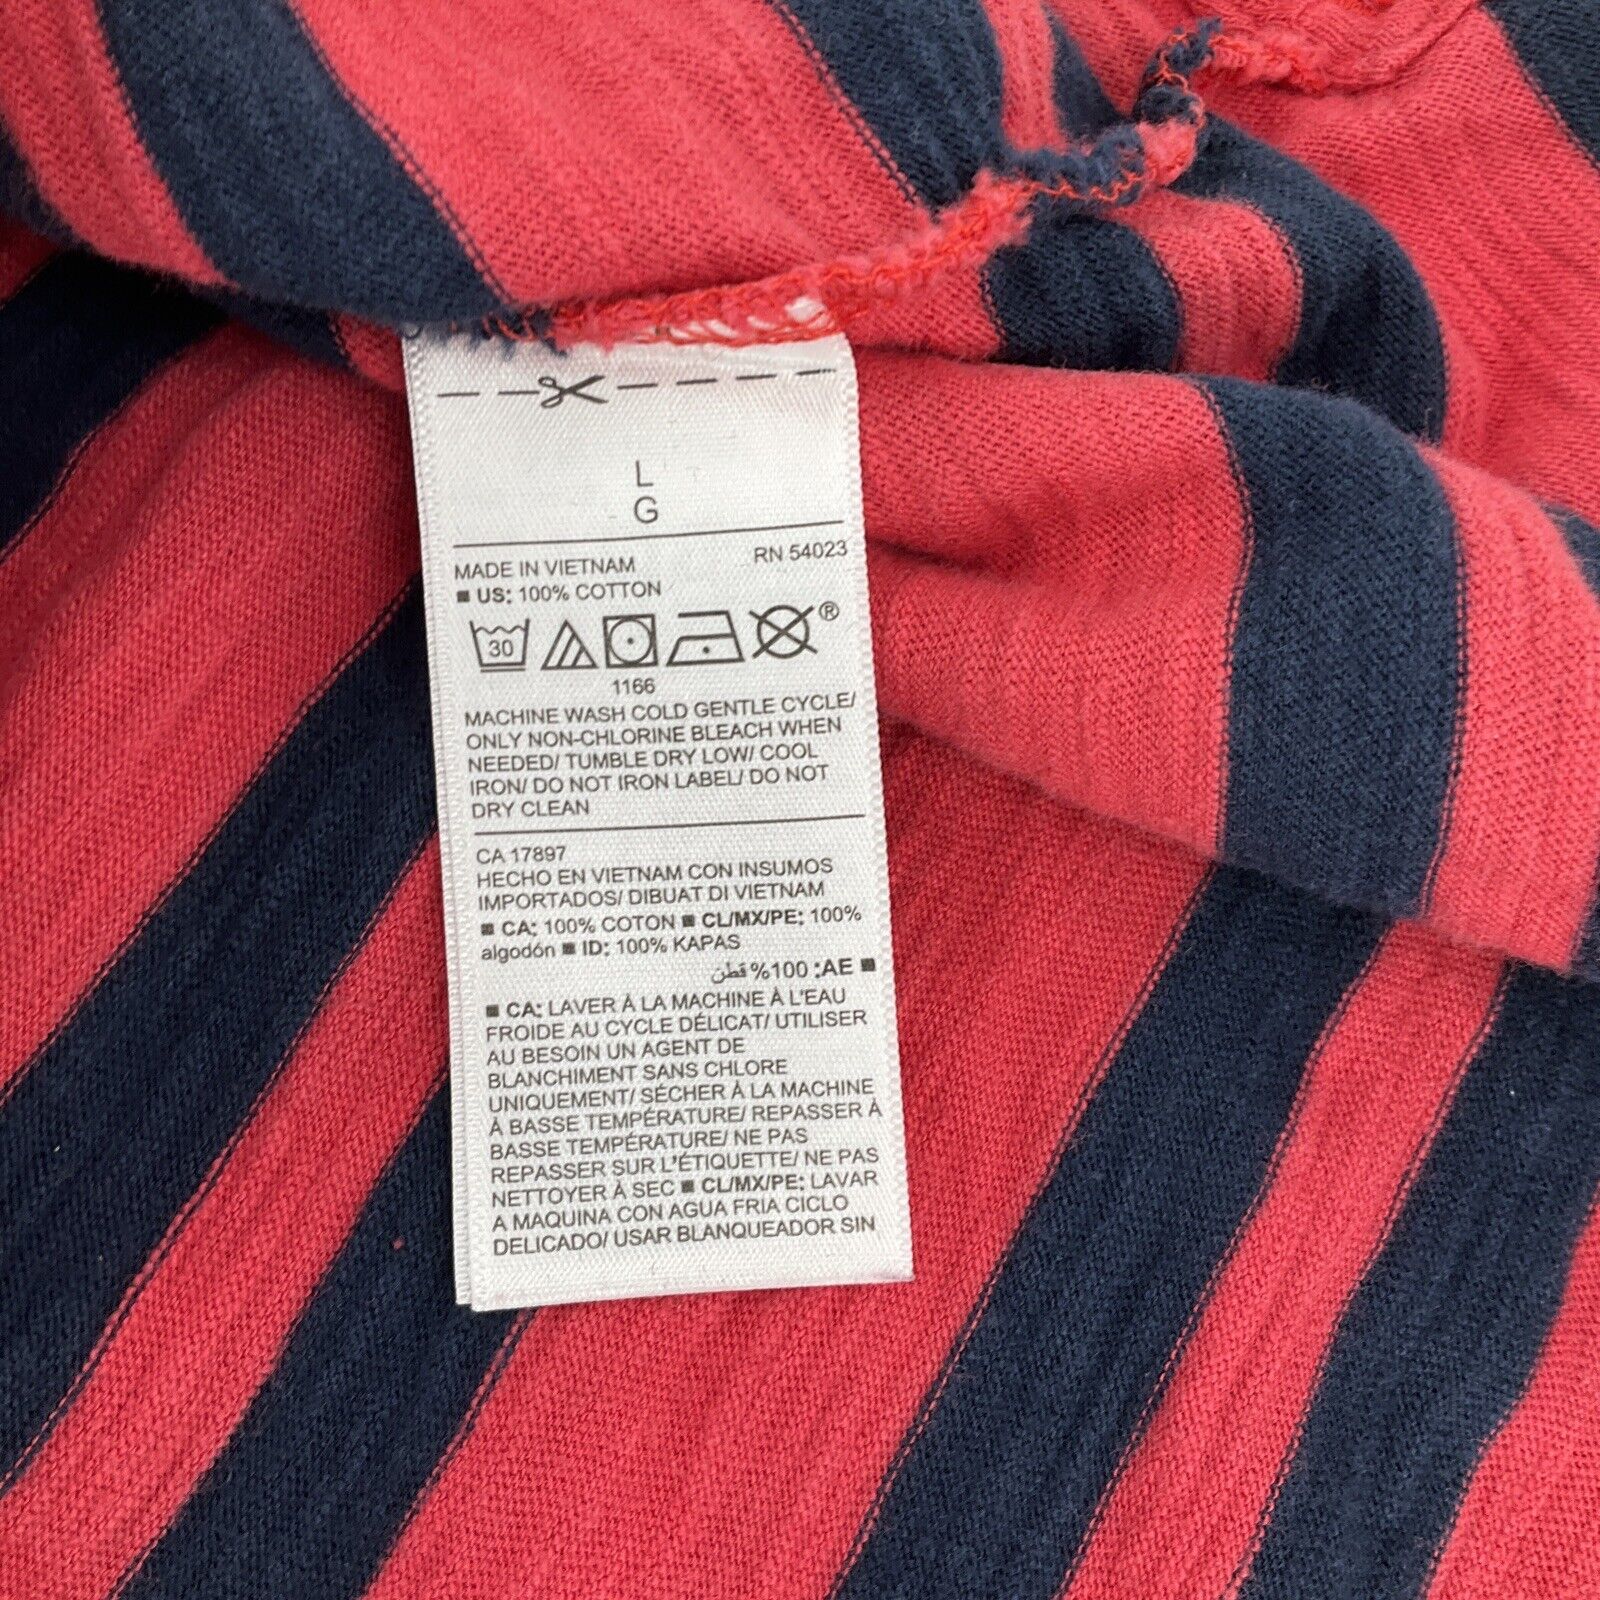 L
G
MADE IN VIETNAM RN 54023
■ US: 100% COTTON
30 ®
1166
MACHINE WASH COLD GENTLE CYCLE/
ONLY NON-CHLORINE BLEACH WHEN
NEEDED/ TUMBLE DRY LOW/ COOL
IRON/ DO NOT IRON LABEL/ DO NOT
DRY CLEAN
CA 17897
HECHO EN VIETNAM CON INSUMOS
IMPORTADOS/ DIBUAT DI VIETNAM
■ CA: 100% COTON ■ CL/MX/PE: 100%
algodón ■ ID: 100% KAPAS
■ AE: 100% قطن
■ CA: LAVER À LA MACHINE À L'EAU
FROIDE AU CYCLE DÉLICAT/ UTILISER
AU BESOIN UN AGENT DE
BLANCHIMENT SANS CHLORE
UNIQUEMENT/ SÉCHER À LA MACHINE
À BASSE TEMPÉRATURE/ REPASSER À
BASSE TEMPÉRATURE/ NE PAS
REPASSER SUR L'ÉTIQUETTE/ NE PAS
NETTOYER À SEC ■ CL/MX/PE: LAVAR
A MAQUINA CON AGUA FRIA CICLO
DELICADO/ USAR BLANQUEADOR SIN